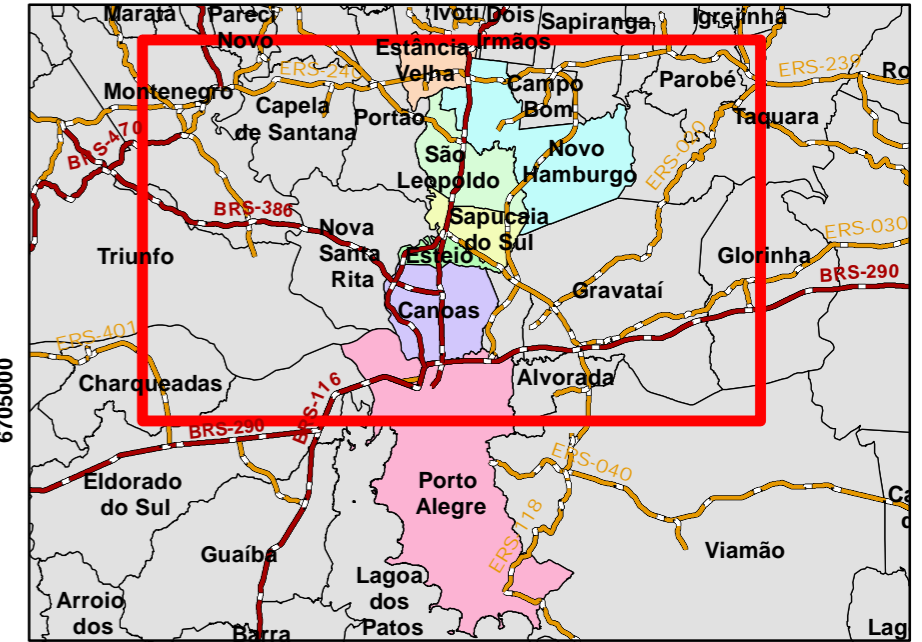 Maratá
Pareci
Novo
Ivoti
Dois
Irmãos
Sapiranga
Igrejinha
Estância
Velha
ERS-240
Montenegro
Capela
de Santana
Portão
Campo
Bom
Parobé
ERS-239
Taquara
BRS-470
São
Leopoldo
Novo
Hamburgo
ERS-020
BRS-386
Nova
Santa
Rita
Sapucaia
do Sul
Esteio
Triunfo
Glorinha
ERS-030
BRS-290
Gravataí
Canoas
ERS-401
Charqueadas
BRS-116
Alvorada
6705000
BRS-290
Eldorado
do Sul
Porto
Alegre
ERS-040
ERS-118
Guaíba
Viamão
Lagoa
dos
Patos
Arroio
dos
Barra
Lag